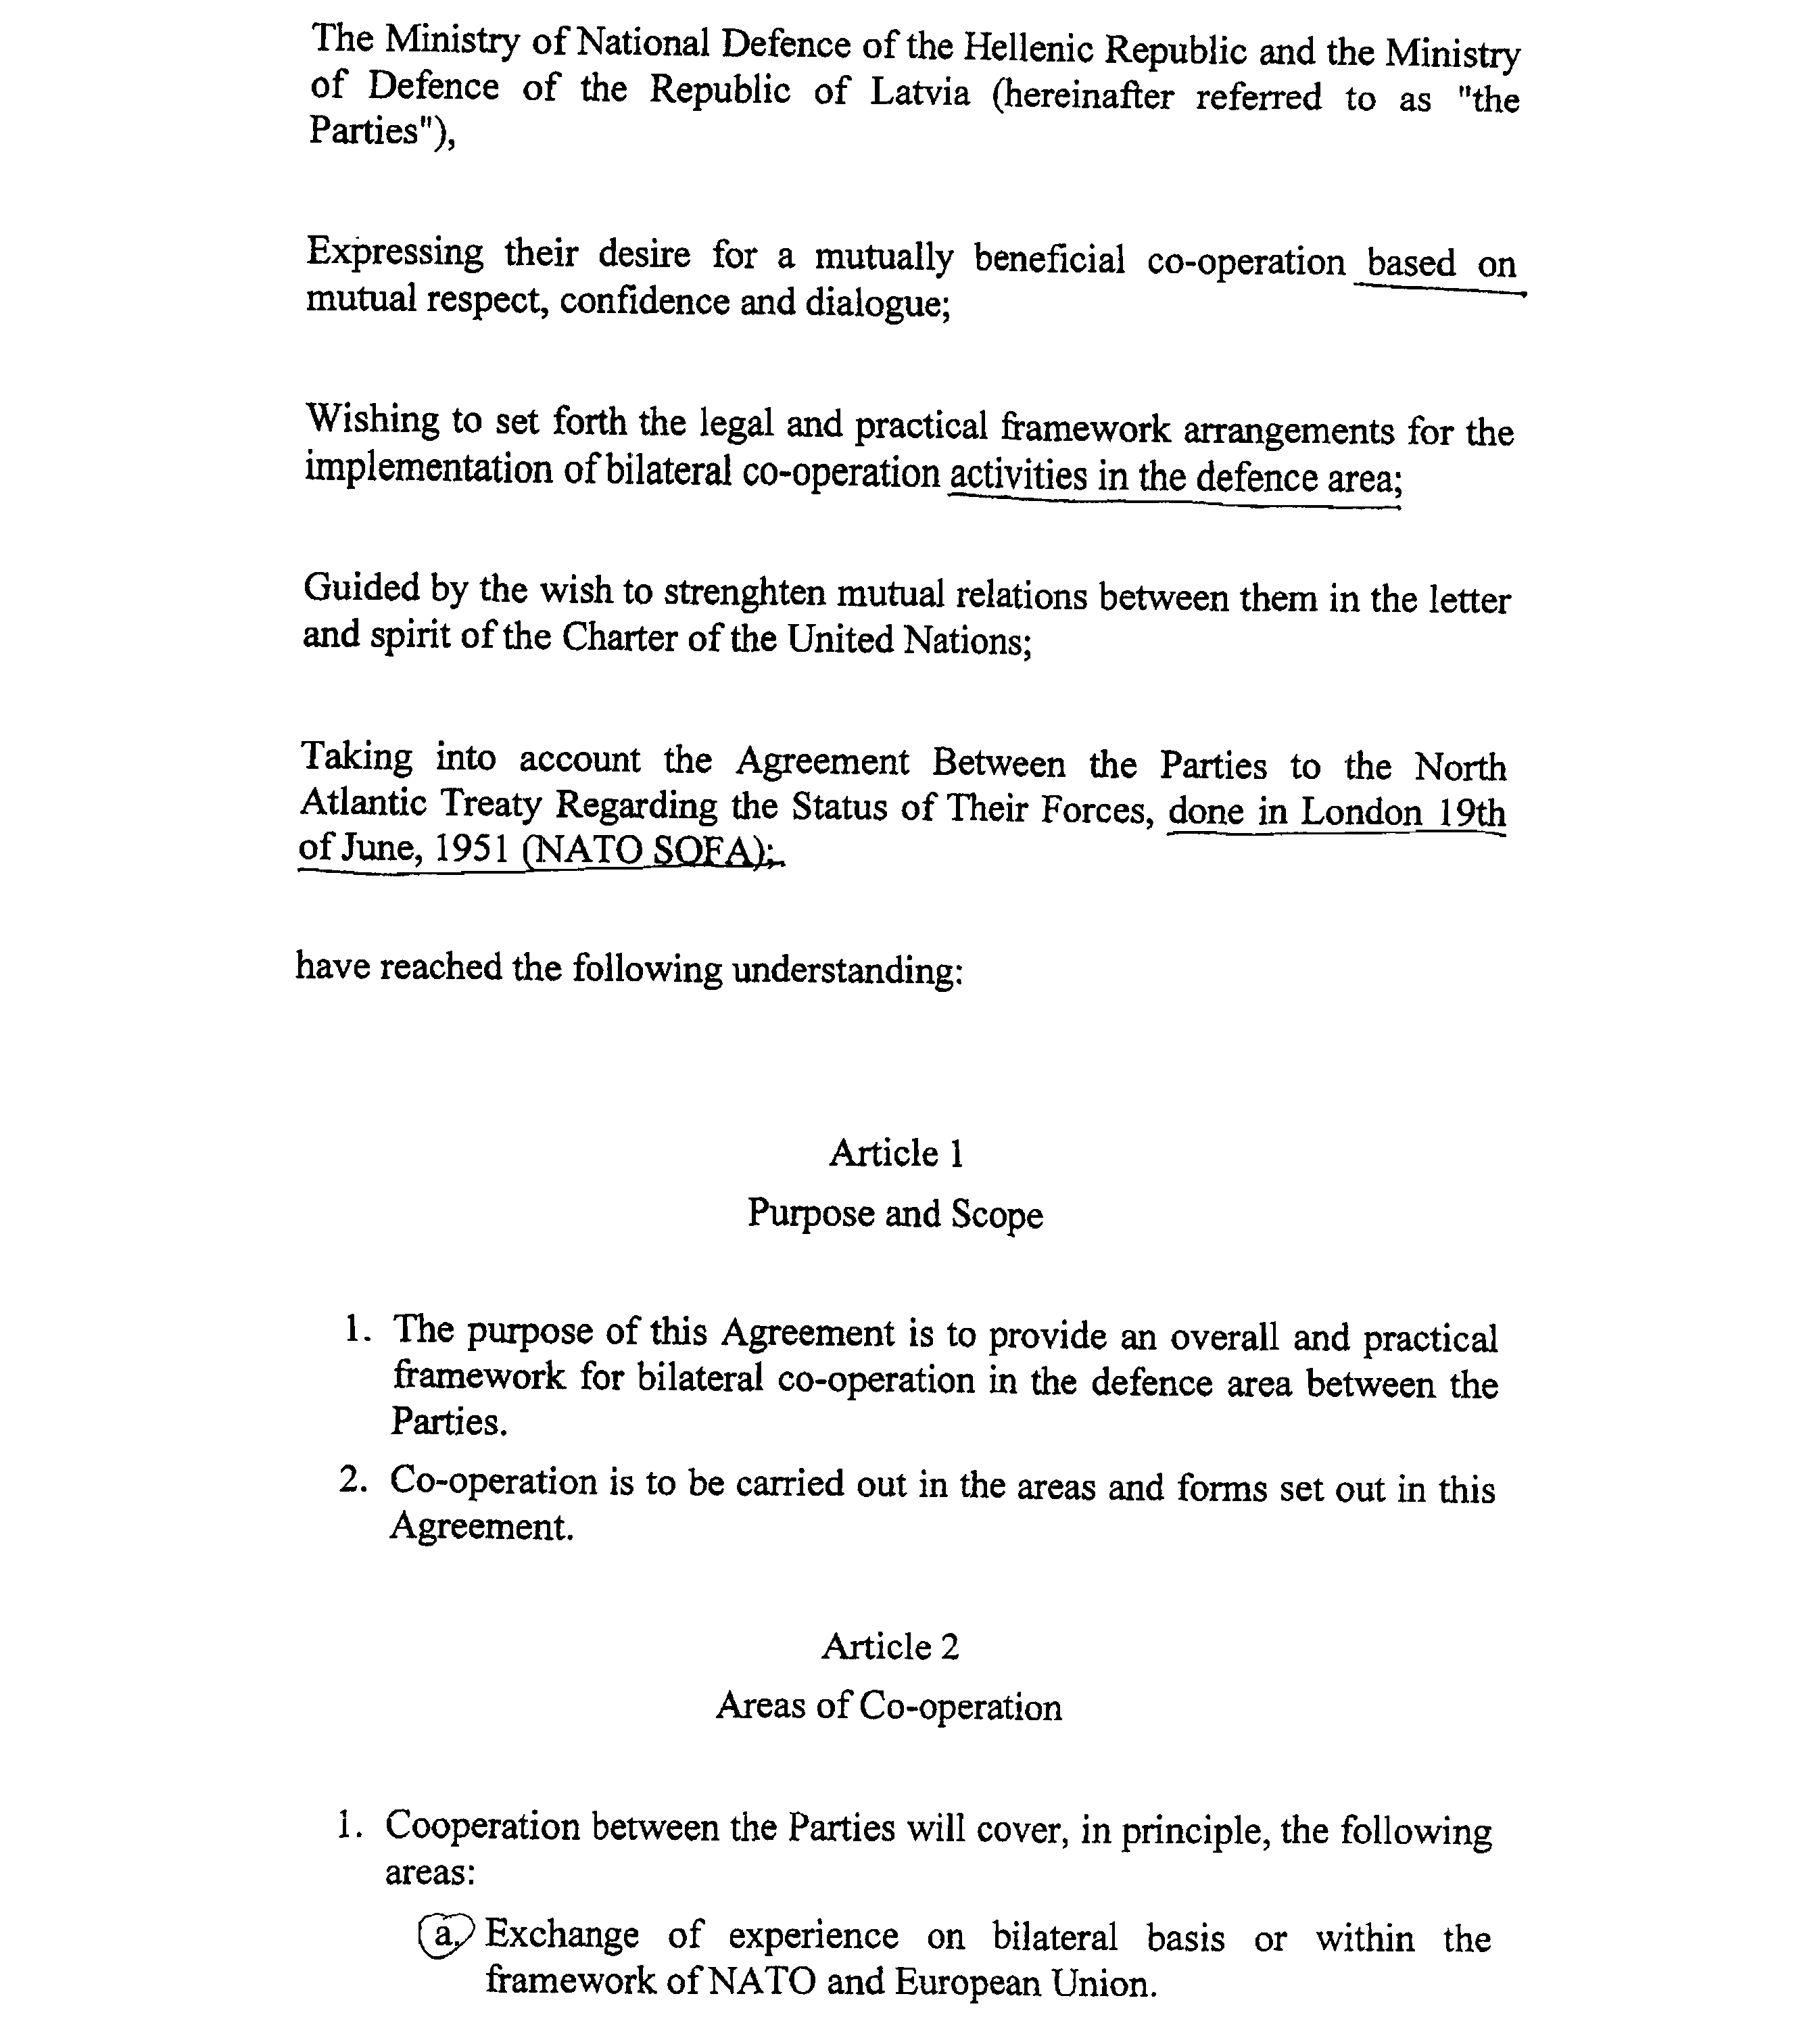 The Ministry of National Defence of the Hellenic Republic and the Ministry
of Defence of the Republic of Latvia (hereinafter referred to as "the
Parties"),
Expressing their desire for a mutually beneficial co-operation based on
mutual respect, confidence and dialogue;
Wishing to set forth the legal and practical framework arrangements for the
implementation of bilateral co-operation activities in the defence area;
Guided by the wish to strenghten mutual relations between them in the letter
and spirit of the Charter of the United Nations;
Taking into account the Agreement Between the Parties to the North
Atlantic Treaty Regarding the Status of Their Forces, done in London 19th
of June, 1951 (NATO SOFA);
have reached the following understanding:
Article 1
Purpose and Scope
1. The purpose of this Agreement is to provide an overall and practical
framework for bilateral co-operation in the defence area between the
Parties.
2. Co-operation is to be carried out in the areas and forms set out in this
Agreement.
Article 2
Areas of Co-operation
1. Cooperation between the Parties will cover, in principle, the following
areas:
a. Exchange of experience on bilateral basis or within the
framework of NATO and European Union.